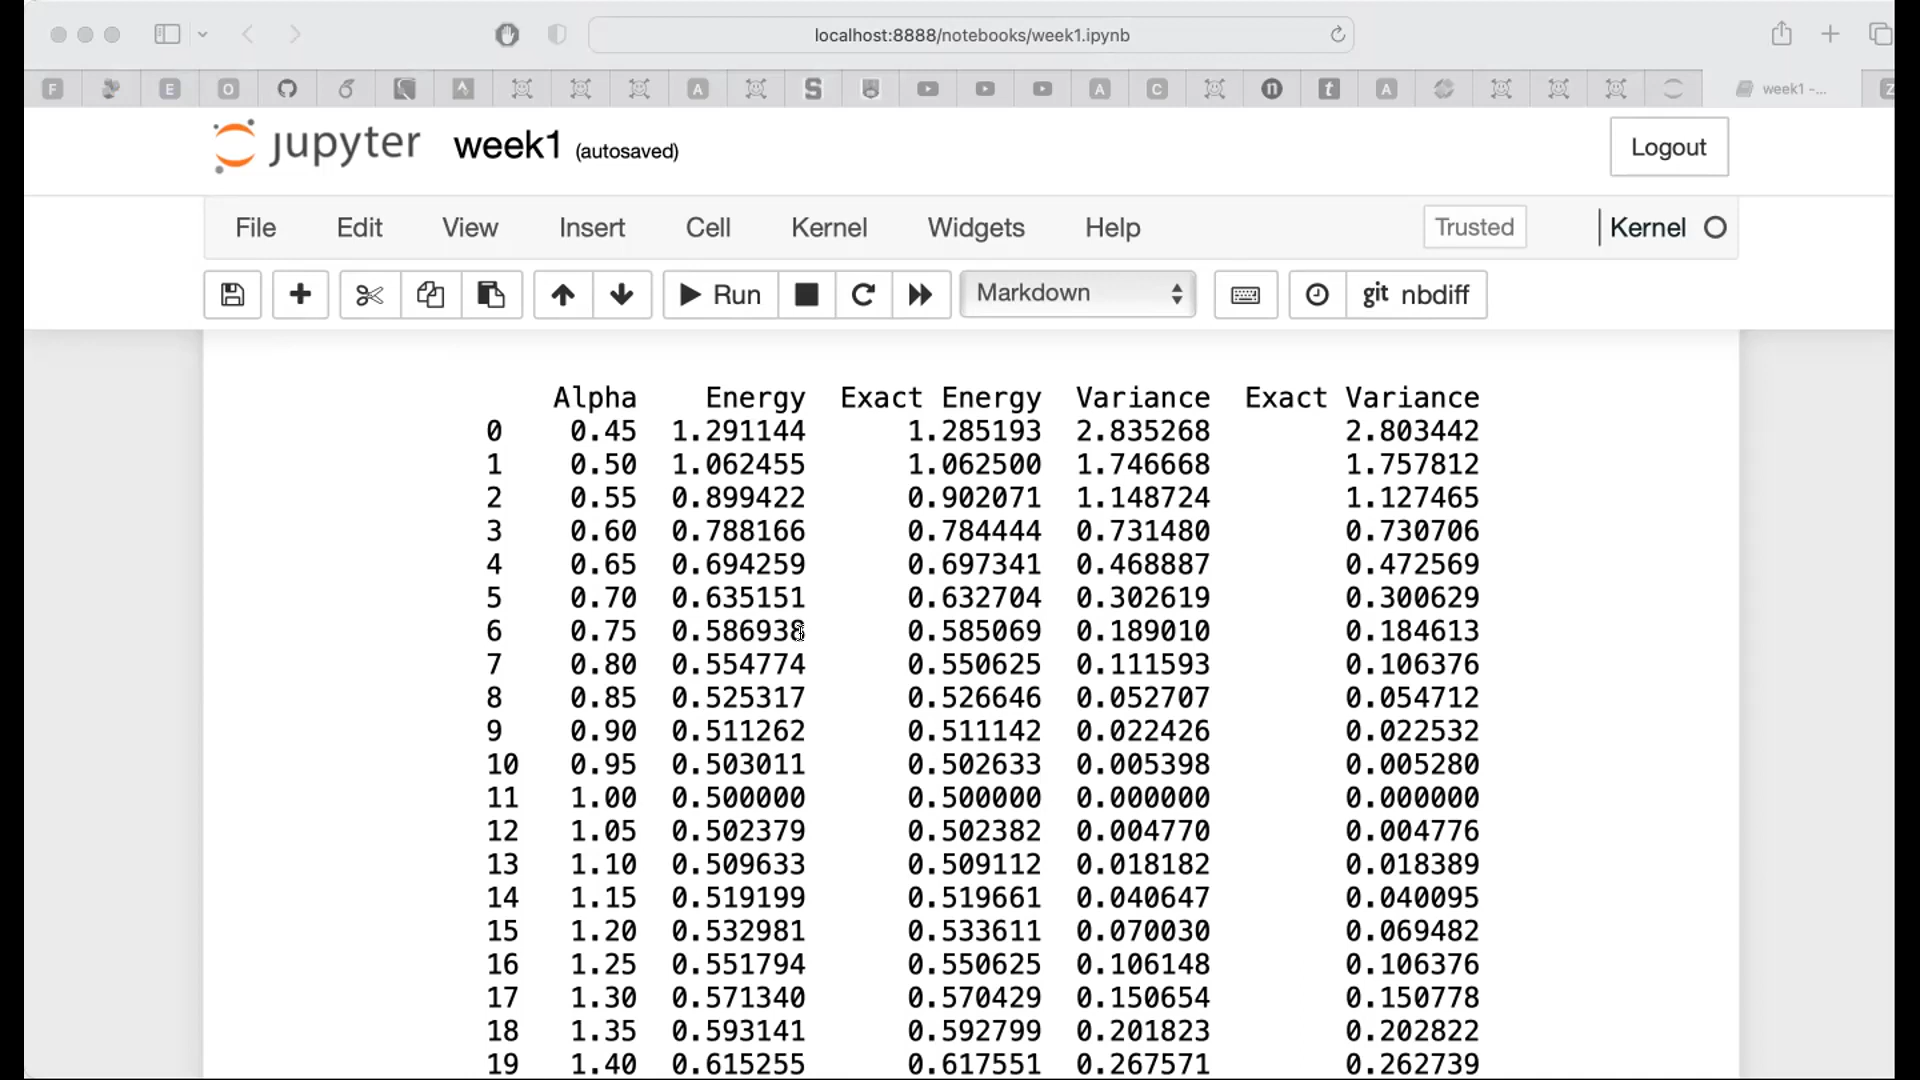 localhost:8888/notebooks/week1.ipynb
F E O A S A C n t A week1 -... Z
jupyter week1 (autosaved) Logout
File Edit View Insert Cell Kernel Widgets Help Trusted Kernel
Run Markdown git nbdiff
Alpha Energy Exact Energy Variance Exact Variance
0 0.45 1.291144 1.285193 2.835268 2.803442
1 0.50 1.062455 1.062500 1.746668 1.757812
2 0.55 0.899422 0.902071 1.148724 1.127465
3 0.60 0.788166 0.784444 0.731480 0.730706
4 0.65 0.694259 0.697341 0.468887 0.472569
5 0.70 0.635151 0.632704 0.302619 0.300629
6 0.75 0.586938 0.585069 0.189010 0.184613
7 0.80 0.554774 0.550625 0.111593 0.106376
8 0.85 0.525317 0.526646 0.052707 0.054712
9 0.90 0.511262 0.511142 0.022426 0.022532
10 0.95 0.503011 0.502633 0.005398 0.005280
11 1.00 0.500000 0.500000 0.000000 0.000000
12 1.05 0.502379 0.502382 0.004770 0.004776
13 1.10 0.509633 0.509112 0.018182 0.018389
14 1.15 0.519199 0.519661 0.040647 0.040095
15 1.20 0.532981 0.533611 0.070030 0.069482
16 1.25 0.551794 0.550625 0.106148 0.106376
17 1.30 0.571340 0.570429 0.150654 0.150778
18 1.35 0.593141 0.592799 0.201823 0.202822
19 1.40 0.615255 0.617551 0.267571 0.262739